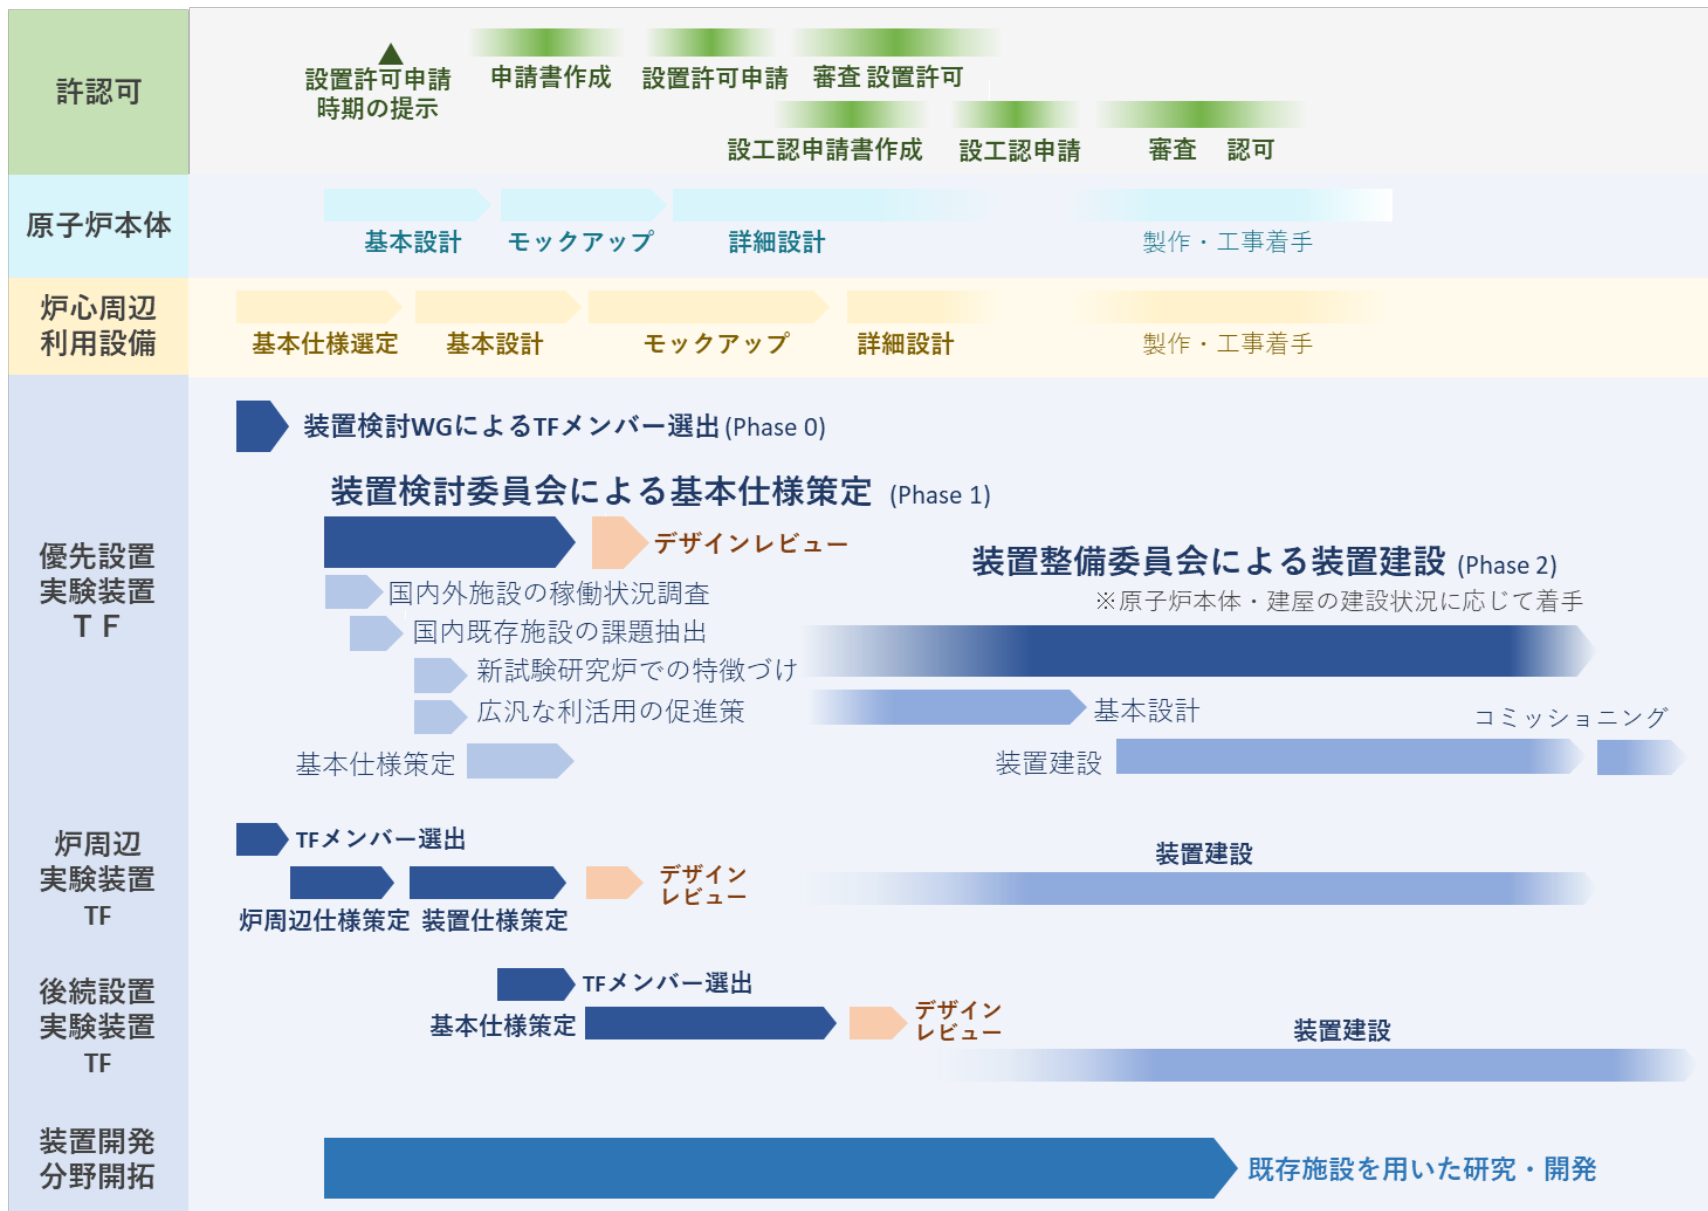 許認可
設置許可申請
時期の提示
申請書作成
設置許可申請
審査 設置許可
設工認申請書作成
設工認申請
審査 認可
原子炉本体
基本設計
モックアップ
詳細設計
製作・工事着手
炉心周辺
利用設備
基本仕様選定
基本設計
モックアップ
詳細設計
製作・工事着手
優先設置
実験装置
ＴＦ
装置検討WGによるTFメンバー選出 (Phase 0)
装置検討委員会による基本仕様策定 (Phase 1)
デザインレビュー
国内外施設の稼働状況調査
国内既存施設の課題抽出
新試験研究炉での特徴づけ
広汎な利活用の促進策
基本仕様策定
装置整備委員会による装置建設 (Phase 2)
※原子炉本体・建屋の建設状況に応じて着手
基本設計
装置建設
コミッショニング
炉周辺
実験装置
TF
TFメンバー選出
炉周辺仕様策定
装置仕様策定
デザイン
レビュー
装置建設
後続設置
実験装置
TF
TFメンバー選出
基本仕様策定
デザイン
レビュー
装置建設
装置開発
分野開拓
既存施設を用いた研究・開発